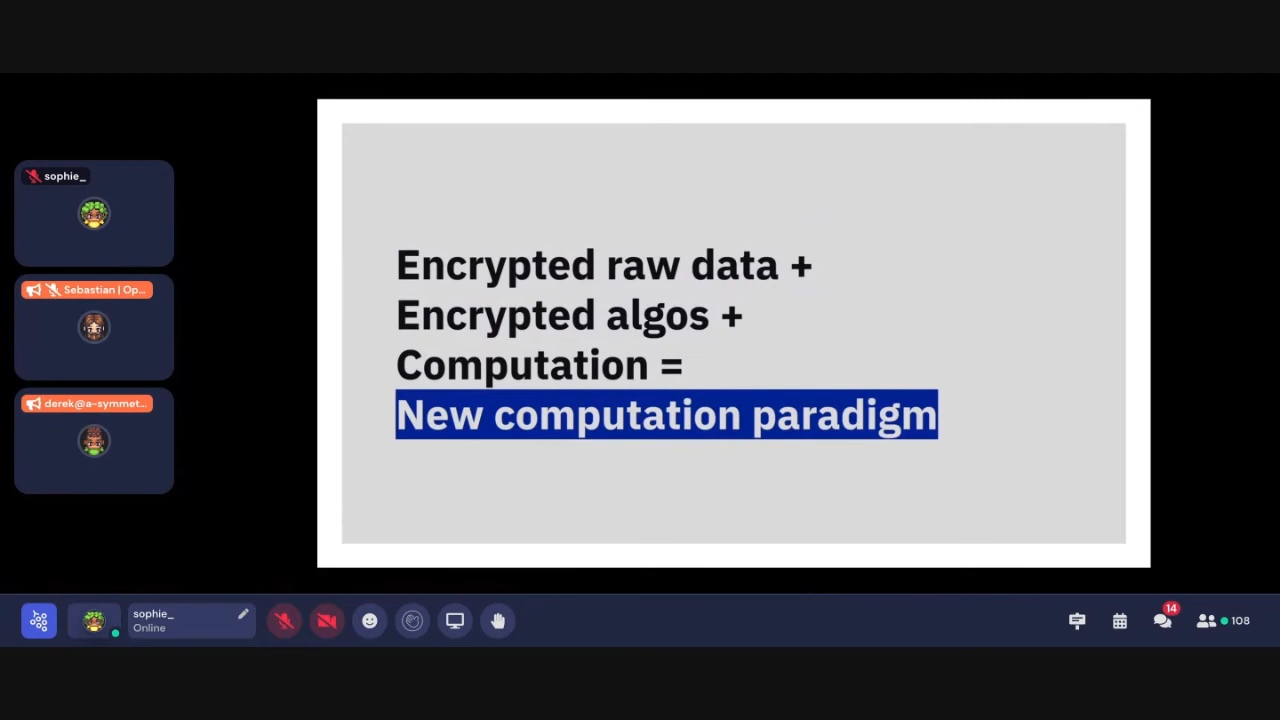 sophie_
Sebastian | Op...
derek@a-symmet...
Encrypted raw data +
Encrypted algos +
Computation =
New computation paradigm
sophie_
Online
14
108